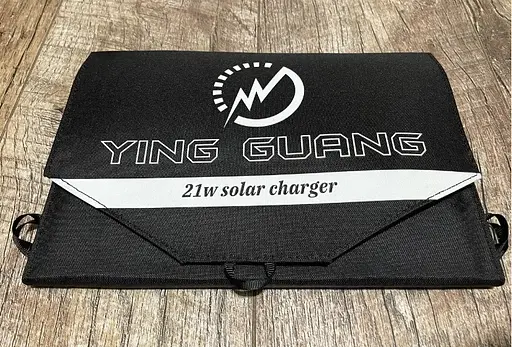 YING GUANG
21w solar charger